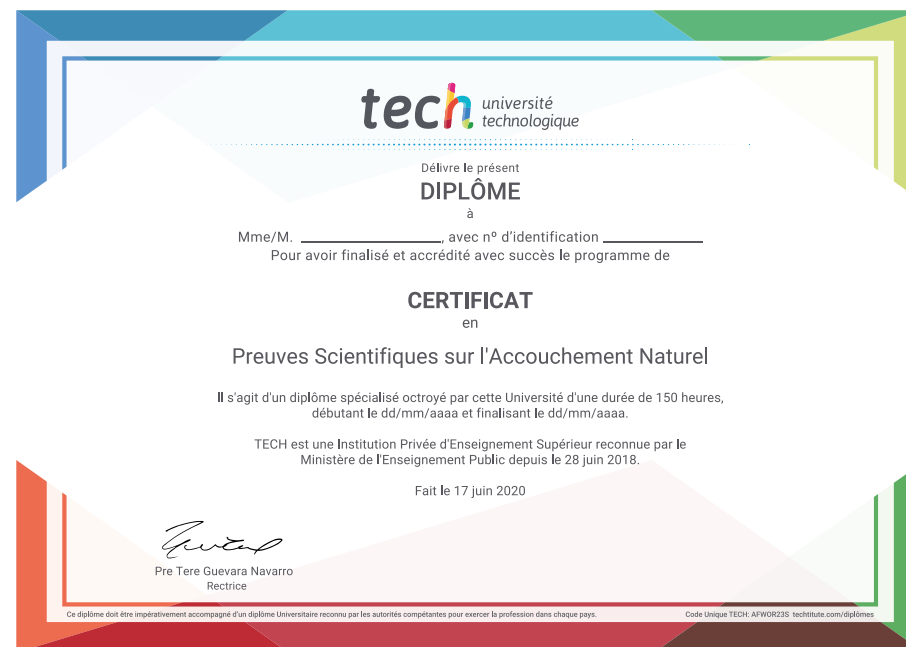 tech université
technologique
Délivre le présent
DIPLÔME
à
Mme/M. ____________________, avec nº d'identification ______________
Pour avoir finalisé et accrédité avec succès le programme de
CERTIFICAT
en
Preuves Scientifiques sur l'Accouchement Naturel
Il s'agit d'un diplôme spécialisé octroyé par cette Université d'une durée de 150 heures,
débutant le dd/mm/aaaa et finalisant le dd/mm/aaaa.
TECH est une Institution Privée d'Enseignement Supérieur reconnue par le
Ministère de l'Enseignement Public depuis le 28 juin 2018.
Fait le 17 juin 2020
Pre Tere Guevara Navarro
Rectrice
Ce diplôme doit être impérativement accompagné d'un diplôme Universitaire reconnu par les autorités compétentes pour exercer la profession dans chaque pays.
Code Unique TECH: AFWOR23S techtitute.com/diplômes